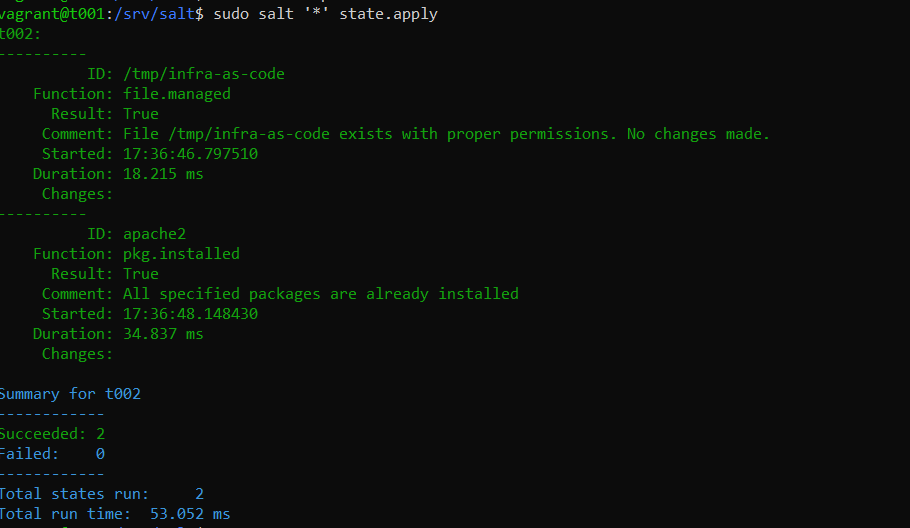 vagrant@t001:/srv/salt$ sudo salt '*' state.apply
t002:
----------
          ID: /tmp/infra-as-code
    Function: file.managed
      Result: True
     Comment: File /tmp/infra-as-code exists with proper permissions. No changes made.
     Started: 17:36:46.797510
    Duration: 18.215 ms
     Changes:
----------
          ID: apache2
    Function: pkg.installed
      Result: True
     Comment: All specified packages are already installed
     Started: 17:36:48.148430
    Duration: 34.837 ms
     Changes:

Summary for t002
------------
Succeeded: 2
Failed:    0
------------
Total states run:     2
Total run time:  53.052 ms